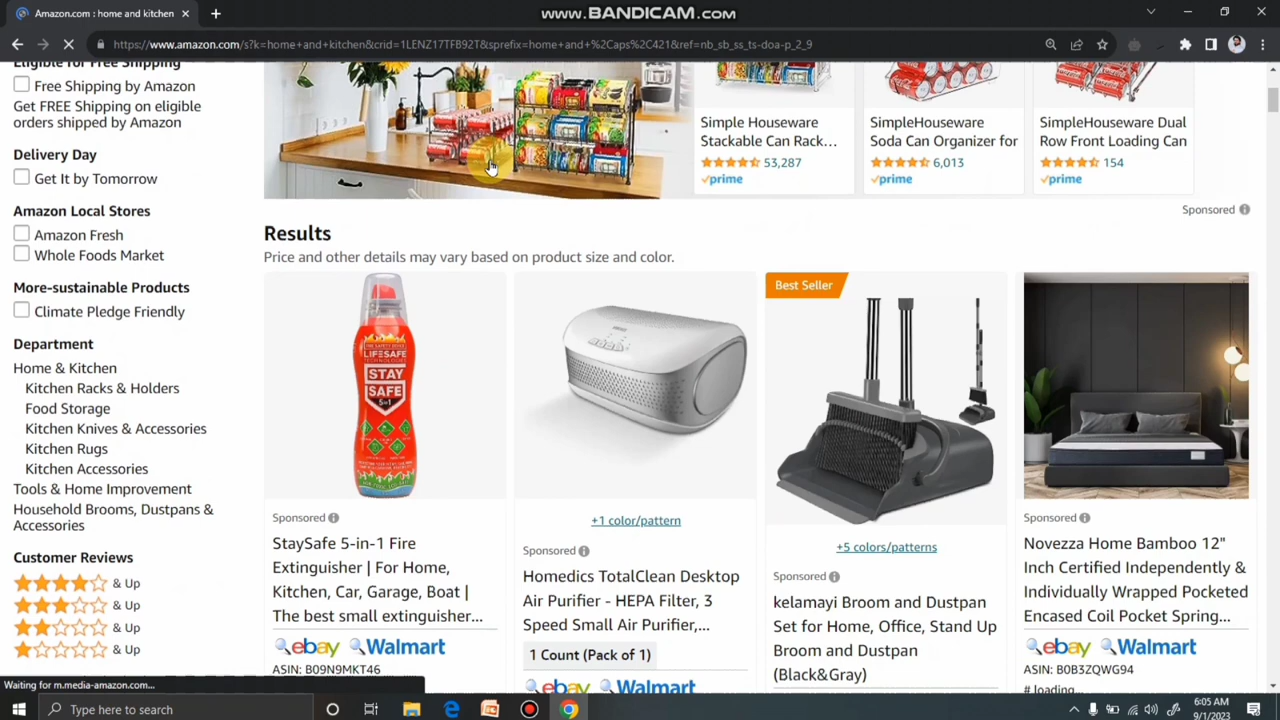 www.BANDICAM.com
Amazon.com : home and kitchen
https://www.amazon.com/s?k=home+and+kitchen&crid=1LENZ17TFB92T&sprefix=home+and+%2Caps%2C421&ref=nb_sb_ss_ts-doa-p_2_9
Eligible for Free Shipping
Free Shipping by Amazon
Get FREE Shipping on eligible
orders shipped by Amazon
Delivery Day
Get It by Tomorrow
Amazon Local Stores
Amazon Fresh
Whole Foods Market
More-sustainable Products
Climate Pledge Friendly
Department
Home & Kitchen
Kitchen Racks & Holders
Food Storage
Kitchen Knives & Accessories
Kitchen Rugs
Kitchen Accessories
Tools & Home Improvement
Household Brooms, Dustpans &
Accessories
Customer Reviews
& Up
& Up
& Up
& Up
Simple Houseware
Stackable Can Rack...
53,287
prime
SimpleHouseware
Soda Can Organizer for
6,013
prime
SimpleHouseware Dual
Row Front Loading Can
154
prime
Sponsored
Results
Price and other details may vary based on product size and color.
LIFESAFE
STAY
SAFE
5in1
Sponsored
StaySafe 5-in-1 Fire
Extinguisher | For Home,
Kitchen, Car, Garage, Boat |
The best small extinguisher...
ebay Walmart
ASIN: B09N9MKT46
+1 color/pattern
Sponsored
Homedics TotalClean Desktop
Air Purifier - HEPA Filter, 3
Speed Small Air Purifier,...
1 Count (Pack of 1)
ebay Walmart
Best Seller
+5 colors/patterns
Sponsored
kelamayi Broom and Dustpan
Set for Home, Office, Stand Up
Broom and Dustpan
(Black&Gray)
Sponsored
Novezza Home Bamboo 12"
Inch Certified Independently &
Individually Wrapped Pocketed
Encased Coil Pocket Spring...
ebay Walmart
ASIN: B0B3ZQWG94
# loading...
Waiting for m.media-amazon.com...
Type here to search
6:05 AM
9/1/2023